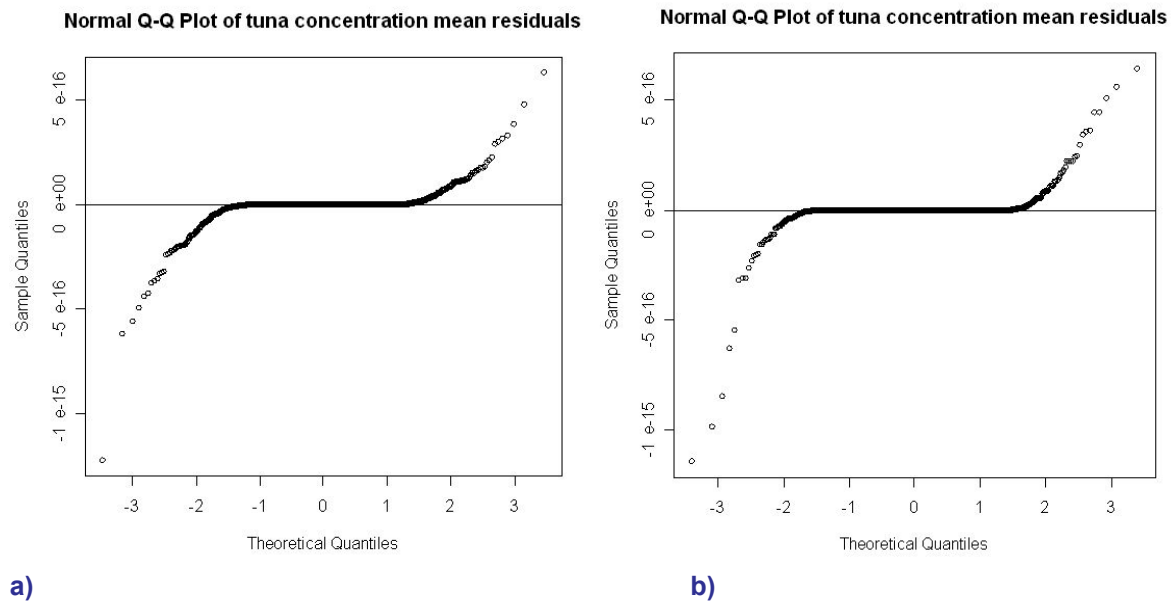 Normal Q-Q Plot of tuna concentration mean residuals
Sample Quantiles
5 e-16
0 e+00
-5 e-16
-1 e-15
-3 -2 -1 0 1 2 3
Theoretical Quantiles
a)
Normal Q-Q Plot of tuna concentration mean residuals
Sample Quantiles
5 e-16
0 e+00
-5 e-16
-1 e-15
-3 -2 -1 0 1 2 3
Theoretical Quantiles
b)